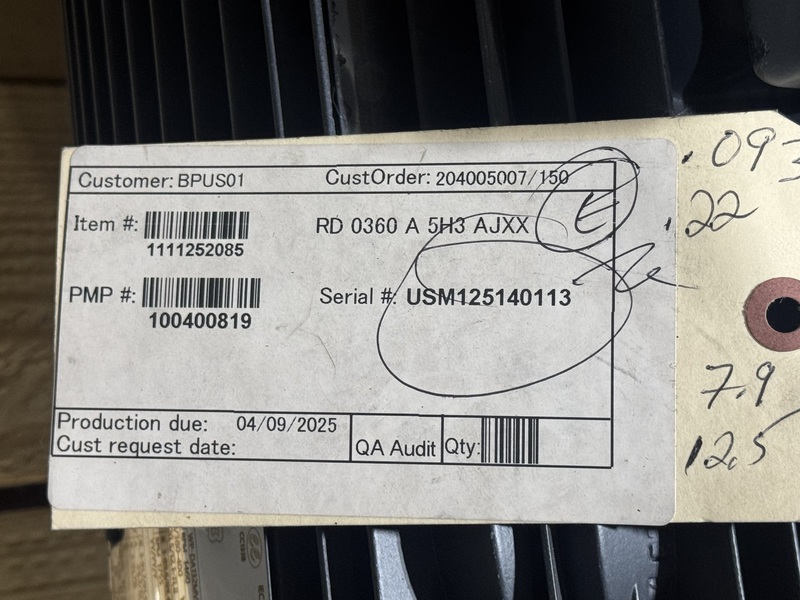 Customer: BPUS01 CustOrder: 204005007/150
Item #: RD 0360 A 5H3 AJXX E
1111252085
PMP #: Serial #: USM125140113
100400819
Production due: 04/09/2025
Cust request date: QA Audit Qty:
.093
.22
7.9
12.5